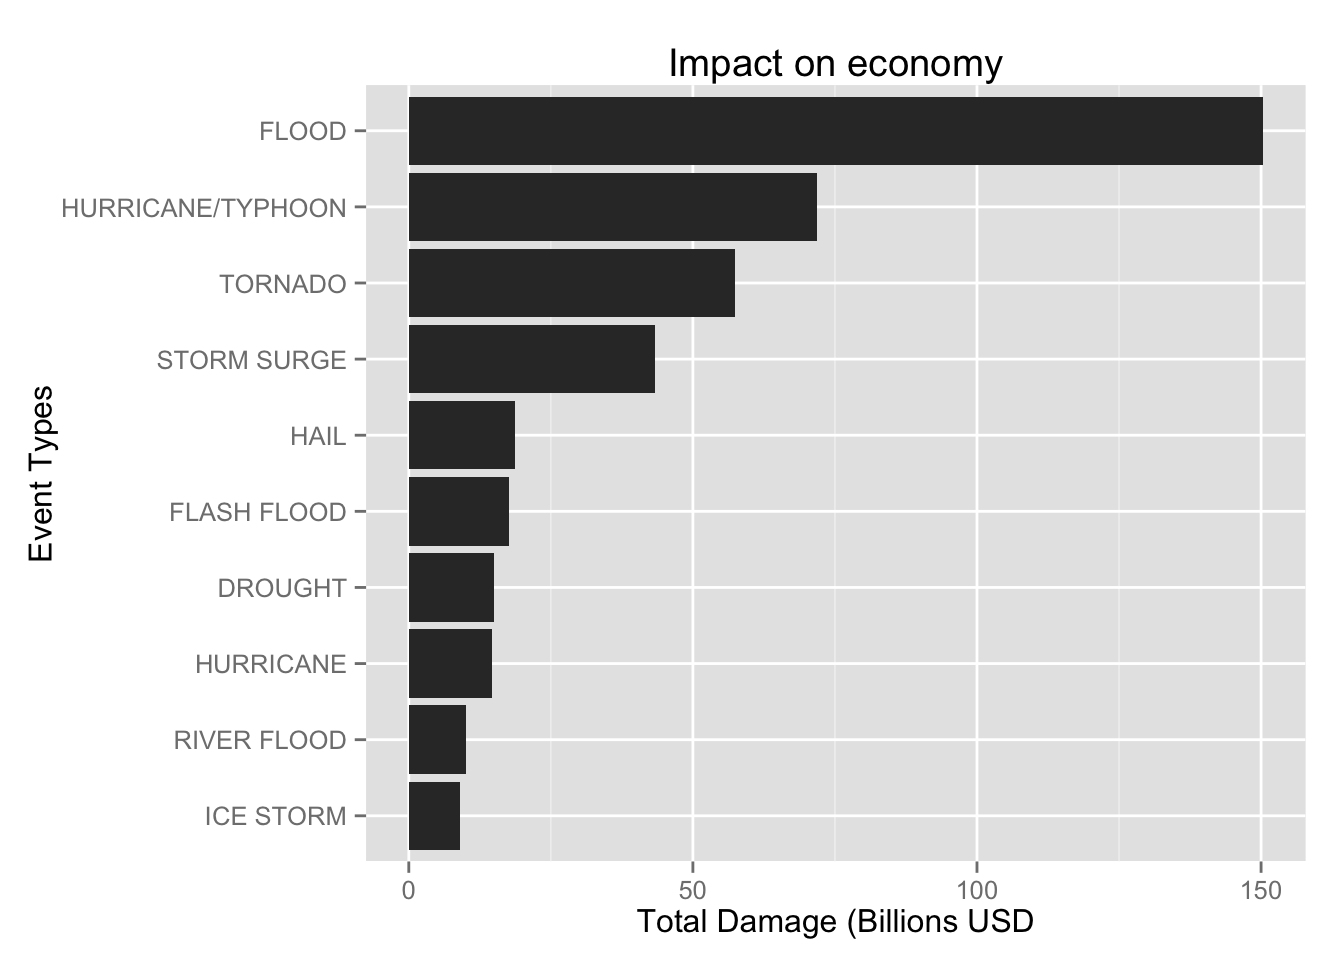 Impact on economy
FLOOD
HURRICANE/TYPHOON
TORNADO
STORM SURGE
HAIL
FLASH FLOOD
DROUGHT
HURRICANE
RIVER FLOOD
ICE STORM
Event Types
0 50 100 150
Total Damage (Billions USD